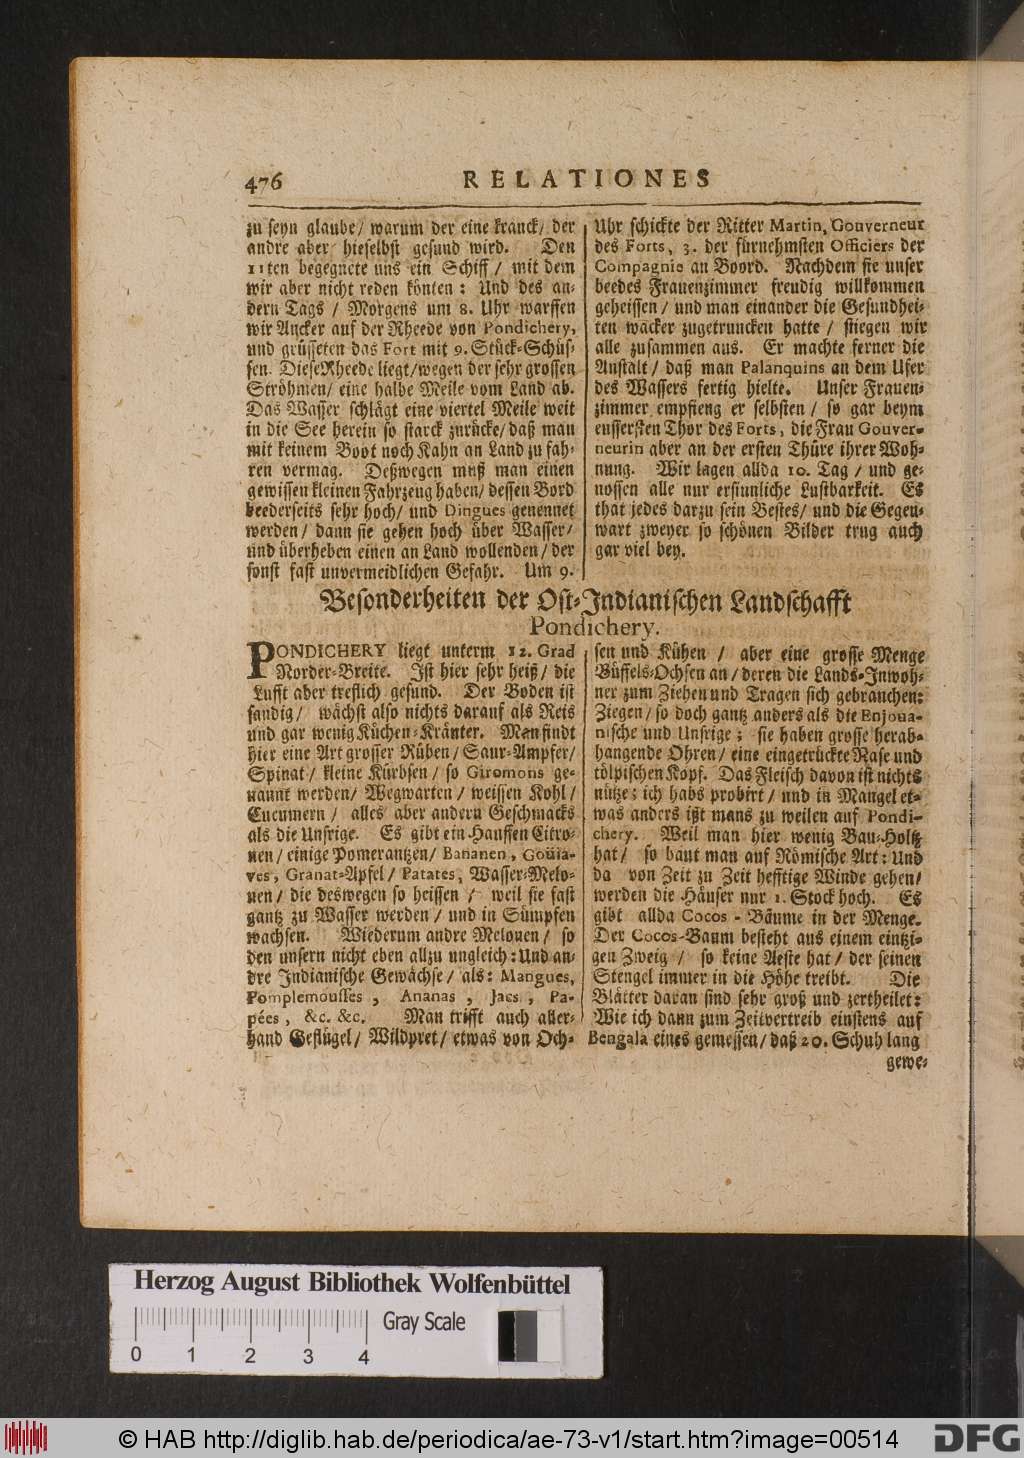 476
RELATIONES
zu seyn glaube/ warum der eine kranck/ der
andre aber hieselbst gesund wird. Den
11ten begegnete uns ein Schiff/ mit dem
wir aber nicht reden könten: Und des an-
dern Tags / Morgens um 8. Uhr warffen
wir Ancker auf der Rheede von Pondichery,
und grüsseten das Fort mit 9. Stück-Schüs-
sen. Diese Rheede liegt/wegen der sehr grossen
Ströhmen/ eine halbe Meile vom Land ab.
Das Wasser schlägt eine viertel Meile weit
in die See herein so starck zurücke/ daß man
mit keinem Boot noch Kahn an Land zu fah-
ren vermag. Deßwegen muß man einen
gewissen kleinen Fahrzeug haben/ dessen Bord
beederseits sehr hoch/ und Dingues genennet
werden/ dann sie gehen hoch über Wasser/
und überheben einen an Land wollenden/ der
sonst fast unvermeidlichen Gefahr. Um 9.
Uhr schickte der Ritter Martin, Gouverneur
des Forts, 3. der fürnehmsten Officiers der
Compagnie an Boord. Nachdem sie unser
beedes Frauenzimmer freudig willkommen
geheissen/ und man einander die Gesundhei-
ten wacker zugetruncken hatte / stiegen wir
alle zusammen aus. Er machte ferner die
Anstalt/ daß man Palanquins an dem Ufer
des Wassers fertig hielte. Unser Frauen-
zimmer empfieng er selbsten / so gar beym
eussersten Thor des Forts, die Frau Gouver-
neurin aber an der ersten Thüre ihrer Woh-
nung. Wir lagen allda 10. Tag / und ge-
nossen alle nur ersinnliche Lustbarkeit. Es
that jedes darzu sein Bestes/ und die Gegen-
wart zweyer so schönen Bilder trug auch
gar viel bey.
Besonderheiten der Ost-Indianischen Landschafft
Pondichery.
PONDICHERY liegt unterm 12. Grad
Norder-Breite. Ist hier sehr heiß/ die
Lufft aber treflich gesund. Der Boden ist
sandig/ wächst also nichts darauf als Reis
und gar wenig Küchen-Kräuter. Man findt
hier eine Art grosser Rüben/ Saur-Ampfer/
Spinat/ kleine Kürbsen/ so Giromons ge-
nannt werden/ Wegwarten/ weissen Kohl/
Cucumern / alles aber andern Geschmacks
als die Unsrige. Es gibt ein Hauffen Citro-
nen/ einige Pomerantzen/ Bananen, Goüia-
ves, Granat-Apfel/ Patates, Wasser-Melo-
nen/ die deswegen so heissen / weil sie fast
gantz zu Wasser werden/ und in Sümpfen
wachsen. Wiederum andre Melonen/ so
den unsern nicht eben allzu ungleich: Und an-
dre Indianische Gewächse/ als: Mangues,
Pomplemousses, Ananas, Jacs, Pa-
pées, &c. &c. Man trifft auch aller-
hand Geflügel/ Wildpret/ etwas von Och-
sen und Kühen / aber eine grosse Menge
Büffels-Ochsen an/ deren die Lands-Inwoh-
ner zum Ziehen und Tragen sich gebrauchen:
Ziegen/ so doch gantz anders als die Enjoua-
nische und Unsrige; sie haben grosse herab-
hangende Ohren/ eine eingetrückte Nase und
tölpischen Kopf. Das Fleisch davon ist nichts
nütze; ich habs probirt/ und in Mangel et-
was anders ißt mans zu weilen auf Pondi-
chery. Weil man hier wenig Bau-Holtz
hat/ so baut man auf Römische Art: Und
da von Zeit zu Zeit hefftige Winde gehen/
werden die Häuser nur 1. Stock hoch. Es
gibt allda Cocos-Bäume in der Menge.
Der Cocos-Baum besteht aus einem eintzi-
gen Zweig / so keine Aeste hat/ der seinen
Stengel immer in die Höhe treibt. Die
Blätter daran sind sehr groß und zertheilet:
Wie ich dann zum Zeitvertreib einstens auf
Bengala eines gemessen/ daß 20. Schuh lang
gewe-
Herzog August Bibliothek Wolfenbüttel
Gray Scale
0 1 2 3 4
© HAB http://diglib.hab.de/periodica/ae-73-v1/start.htm?image=00514
DFG